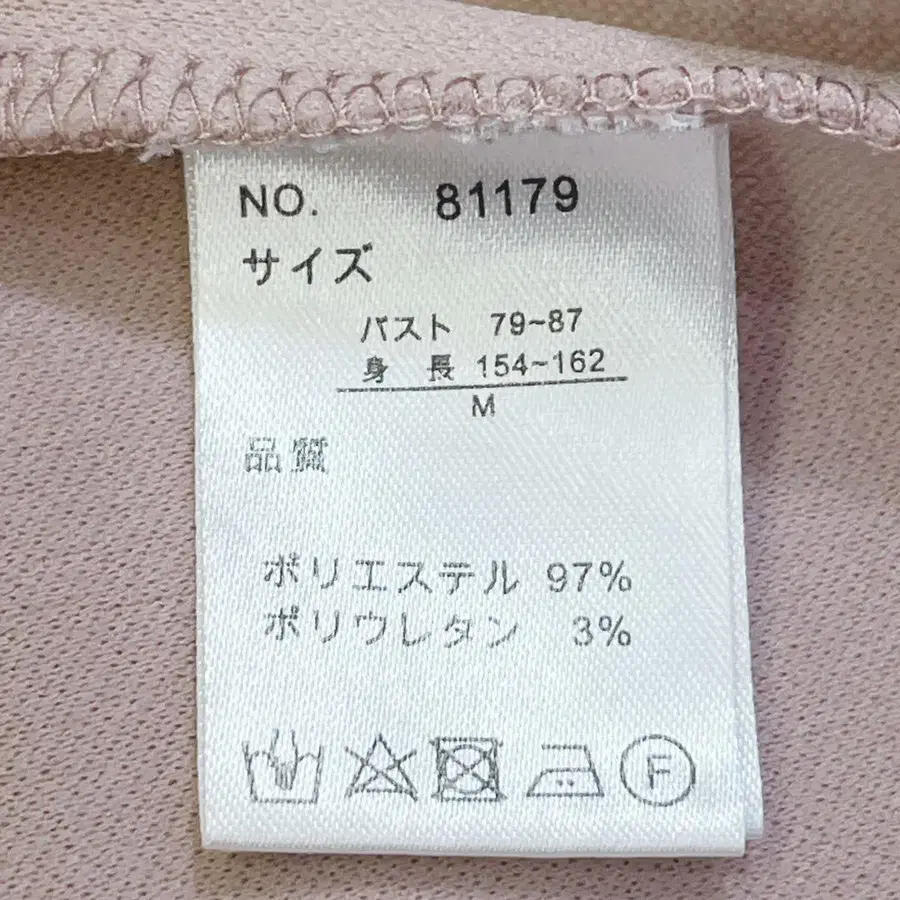 NO. 81179
サイズ
バスト 79~87
身 長 154~162
M
品質
ポリエステル 97%
ポリウレタン 3%
F